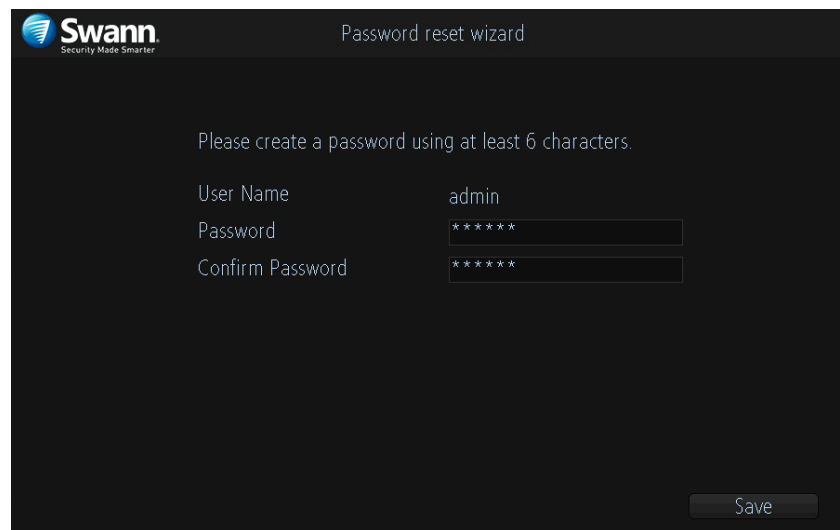 Swann.
Security Made Smarter
Password reset wizard
Please create a password using at least 6 characters.
User Name admin
Password ******
Confirm Password ******
Save